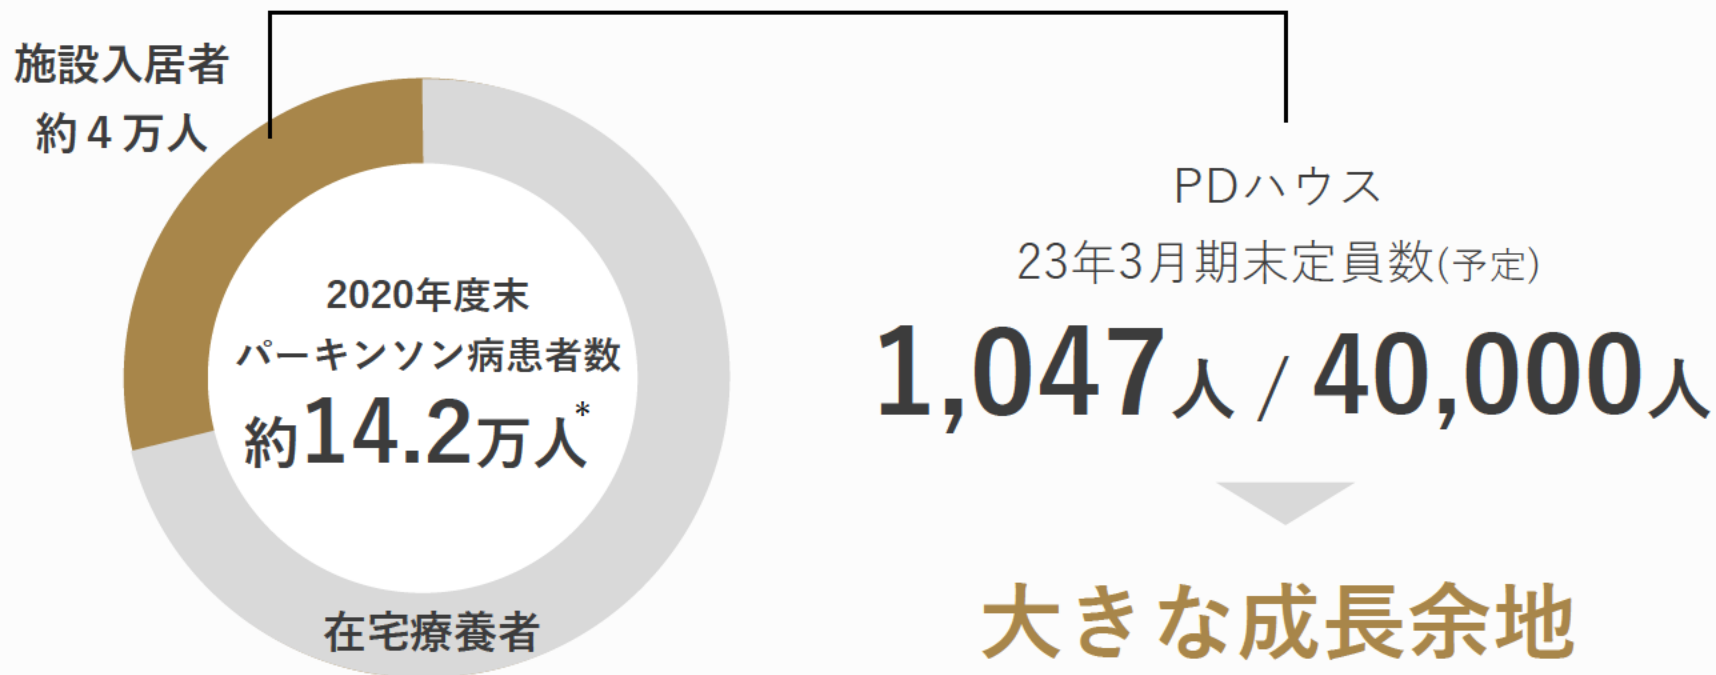 施設入居者
約4万人
2020年度末
パーキンソン病患者数
約14.2万人*
在宅療養者
PDハウス
23年3月期末定員数(予定)
1,047人 / 40,000人
大きな成長余地